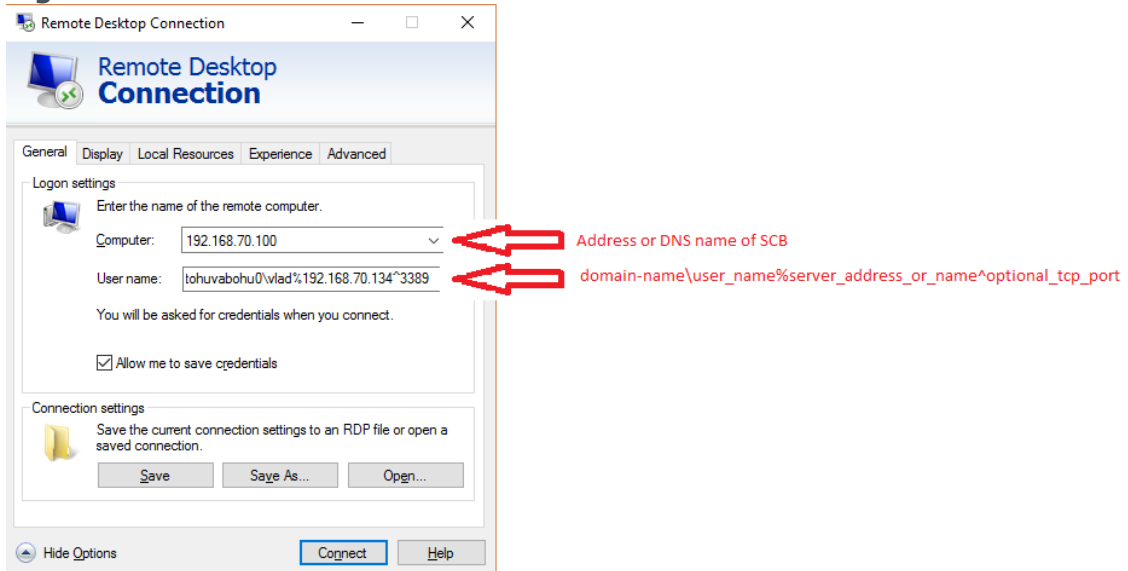 Remote Desktop Connection
Remote Desktop
Connection
General Display Local Resources Experience Advanced
Logon settings
Enter the name of the remote computer.
Computer: 192.168.70.100
Address or DNS name of SCB
User name: tohuvabohu0\vlad%192.168.70.134^3389
domain-name\user_name%server_address_or_name^optional_tcp_port
You will be asked for credentials when you connect.
Allow me to save credentials
Connection settings
Save the current connection settings to an RDP file or open a
saved connection.
Save Save As... Open...
Hide Options Connect Help